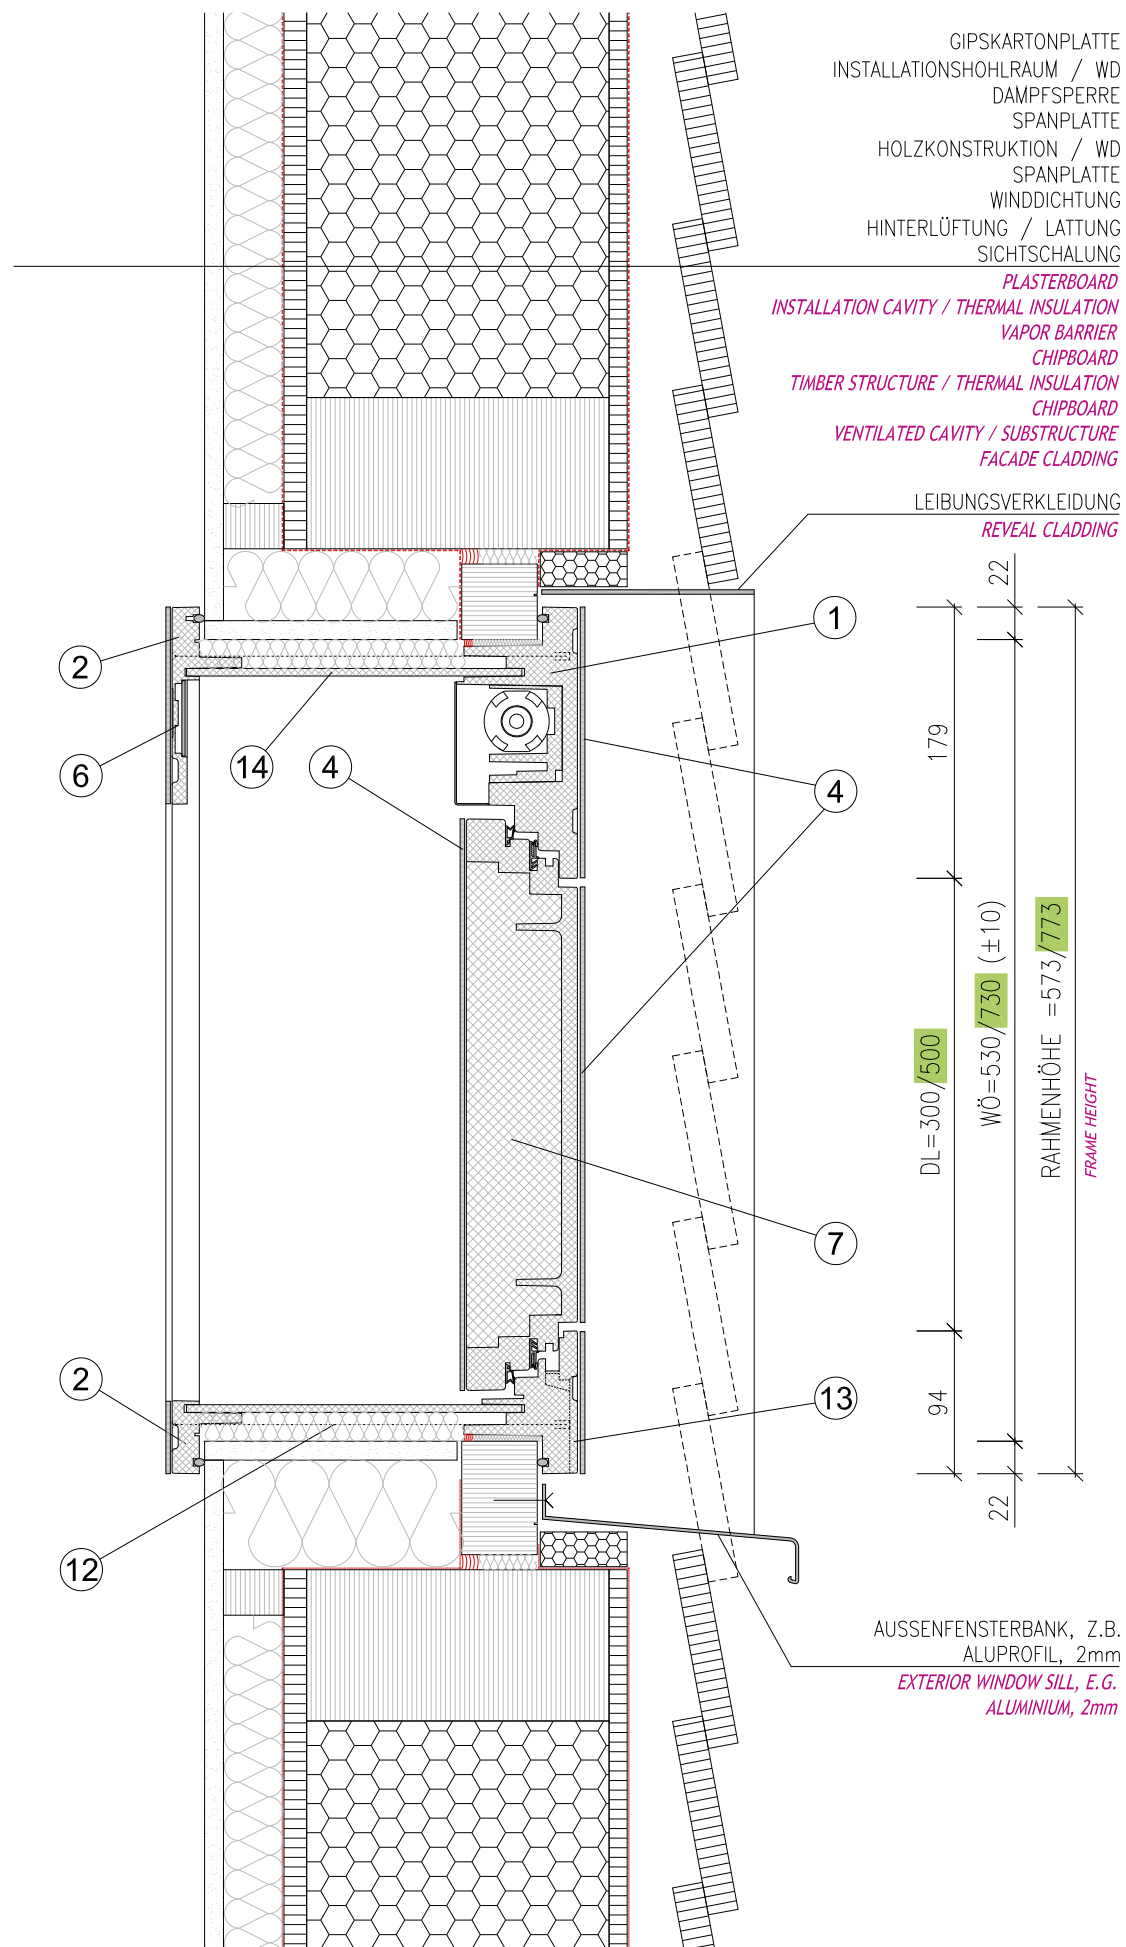 GIPSKARTONPLATTE
INSTALLATIONSHOHLRAUM / WD
DAMPFSPERRE
SPANPLATTE
HOLZKONSTRUKTION / WD
SPANPLATTE
WINDDICHTUNG
HINTERLÜFTUNG / LATTUNG
SICHTSCHALUNG
PLASTERBOARD
INSTALLATION CAVITY / THERMAL INSULATION
VAPOR BARRIER
CHIPBOARD
TIMBER STRUCTURE / THERMAL INSULATION
CHIPBOARD
VENTILATED CAVITY / SUBSTRUCTURE
FACADE CLADDING
LEIBUNGSVERKLEIDUNG
REVEAL CLADDING
22
1
2
6
14
4
4
179
DL=300/500
WÖ=530/730 (±10)
RAHMENHÖHE =573/773
FRAME HEIGHT
7
2
13
94
22
12
AUSSENFENSTERBANK, Z.B.
ALUPROFIL, 2mm
EXTERIOR WINDOW SILL, E.G.
ALUMINIUM, 2mm